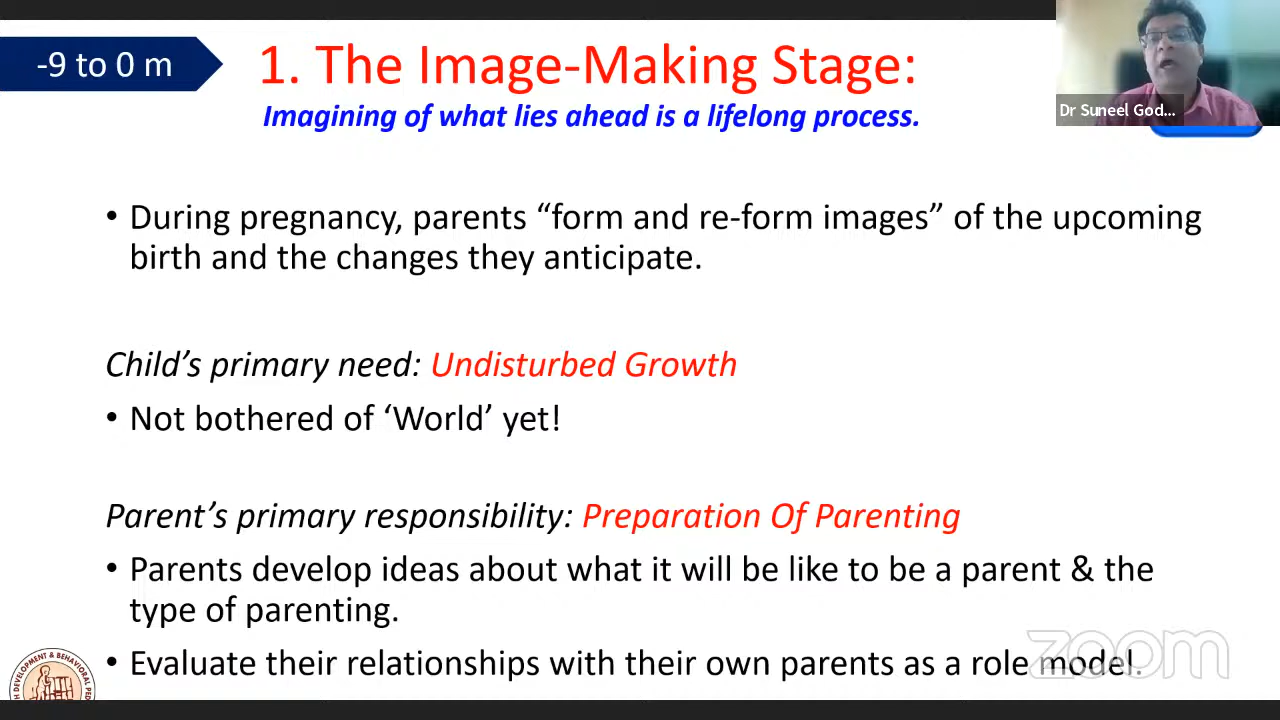 -9 to 0 m
1. The Image-Making Stage:
Imagining of what lies ahead is a lifelong process.
Dr Suneel God...
• During pregnancy, parents “form and re-form images” of the upcoming
birth and the changes they anticipate.
Child’s primary need: Undisturbed Growth
• Not bothered of ‘World’ yet!
Parent’s primary responsibility: Preparation Of Parenting
• Parents develop ideas about what it will be like to be a parent & the
type of parenting.
• Evaluate their relationships with their own parents as a role model.
zoom
DEVELOPMENT & BEHAVIORAL